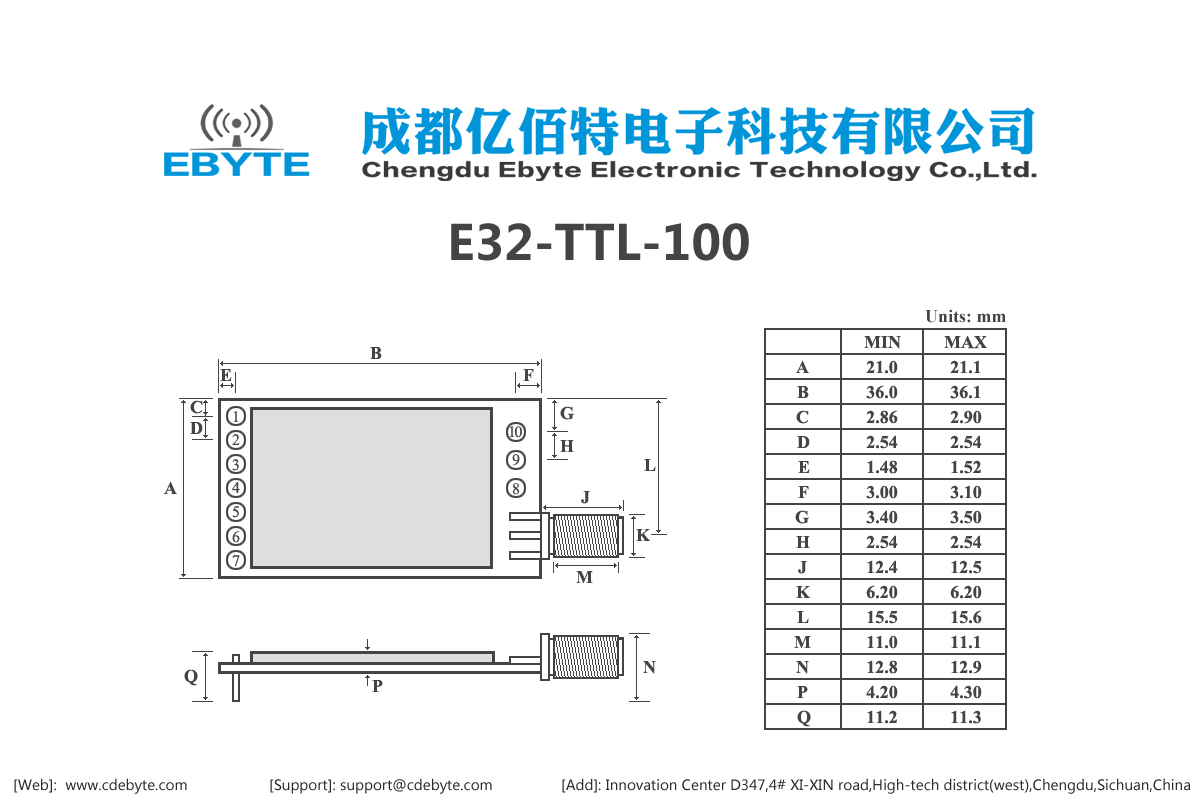 EBYTE
成都亿佰特电子科技有限公司
Chengdu Ebyte Electronic Technology Co.,Ltd.
E32-TTL-100
Units: mm
MIN MAX
A 21.0 21.1
B 36.0 36.1
C 2.86 2.90
D 2.54 2.54
E 1.48 1.52
F 3.00 3.10
G 3.40 3.50
H 2.54 2.54
J 12.4 12.5
K 6.20 6.20
L 15.5 15.6
M 11.0 11.1
N 12.8 12.9
P 4.20 4.30
Q 11.2 11.3
B
E F
C 1 G
D 2 10
H
3 9 L
A 4 8
J
5
6 K
7
M
Q P N
[Web]: www.cdebyte.com [Support]: support@cdebyte.com [Add]: Innovation Center D347,4# XI-XIN road,High-tech district(west),Chengdu,Sichuan,China